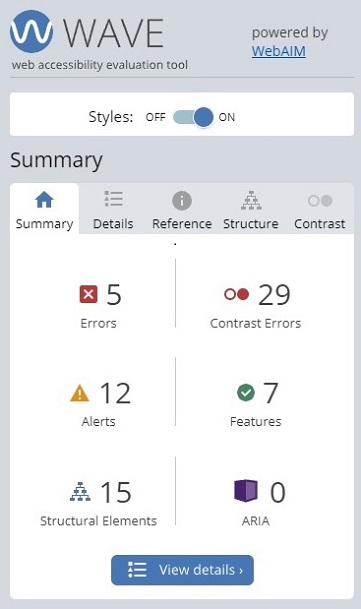 WAVE
powered by
WebAIM
web accessibility evaluation tool
Styles: OFF ON
Summary
Summary Details Reference Structure Contrast
5 29
Errors Contrast Errors
12 7
Alerts Features
15 0
Structural Elements ARIA
View details ›